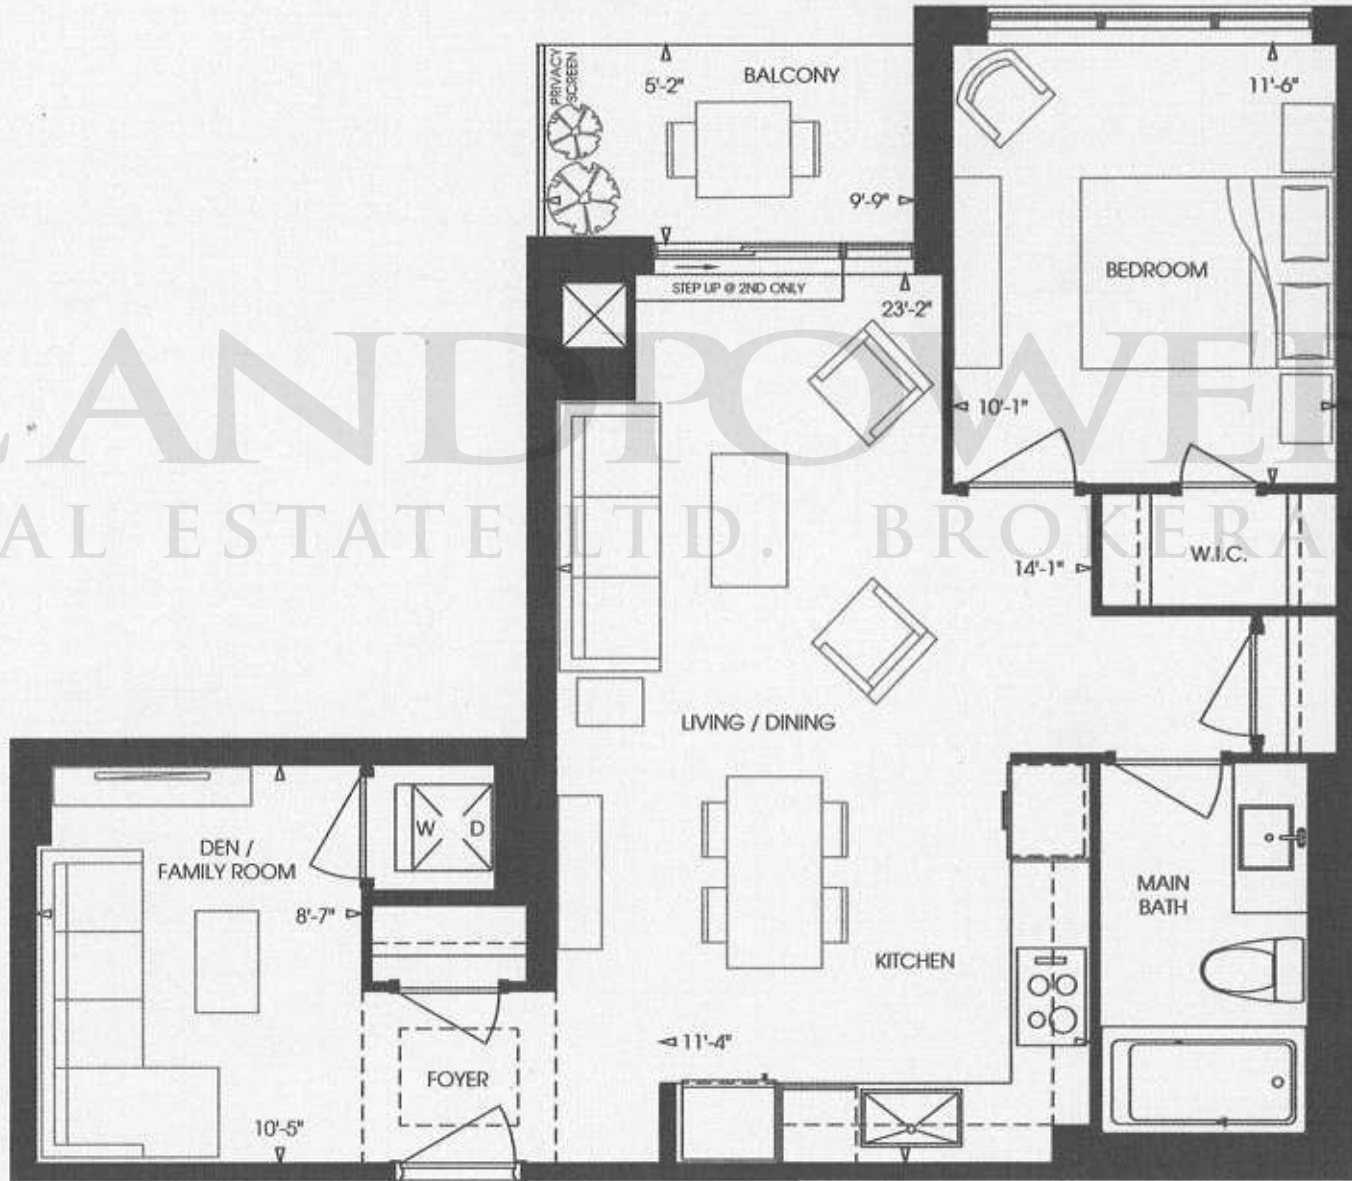 PRIVACY
SCREEN
5'-2"
BALCONY
9'-9"
11'-6"
STEP UP @ 2ND ONLY
23'-2"
BEDROOM
10'-1"
LANDPOWER
REAL ESTATE LTD. BROKERAG
14'-1"
W.I.C.
LIVING / DINING
DEN /
FAMILY ROOM
W D
8'-7"
MAIN
BATH
KITCHEN
11'-4"
FOYER
10'-5"